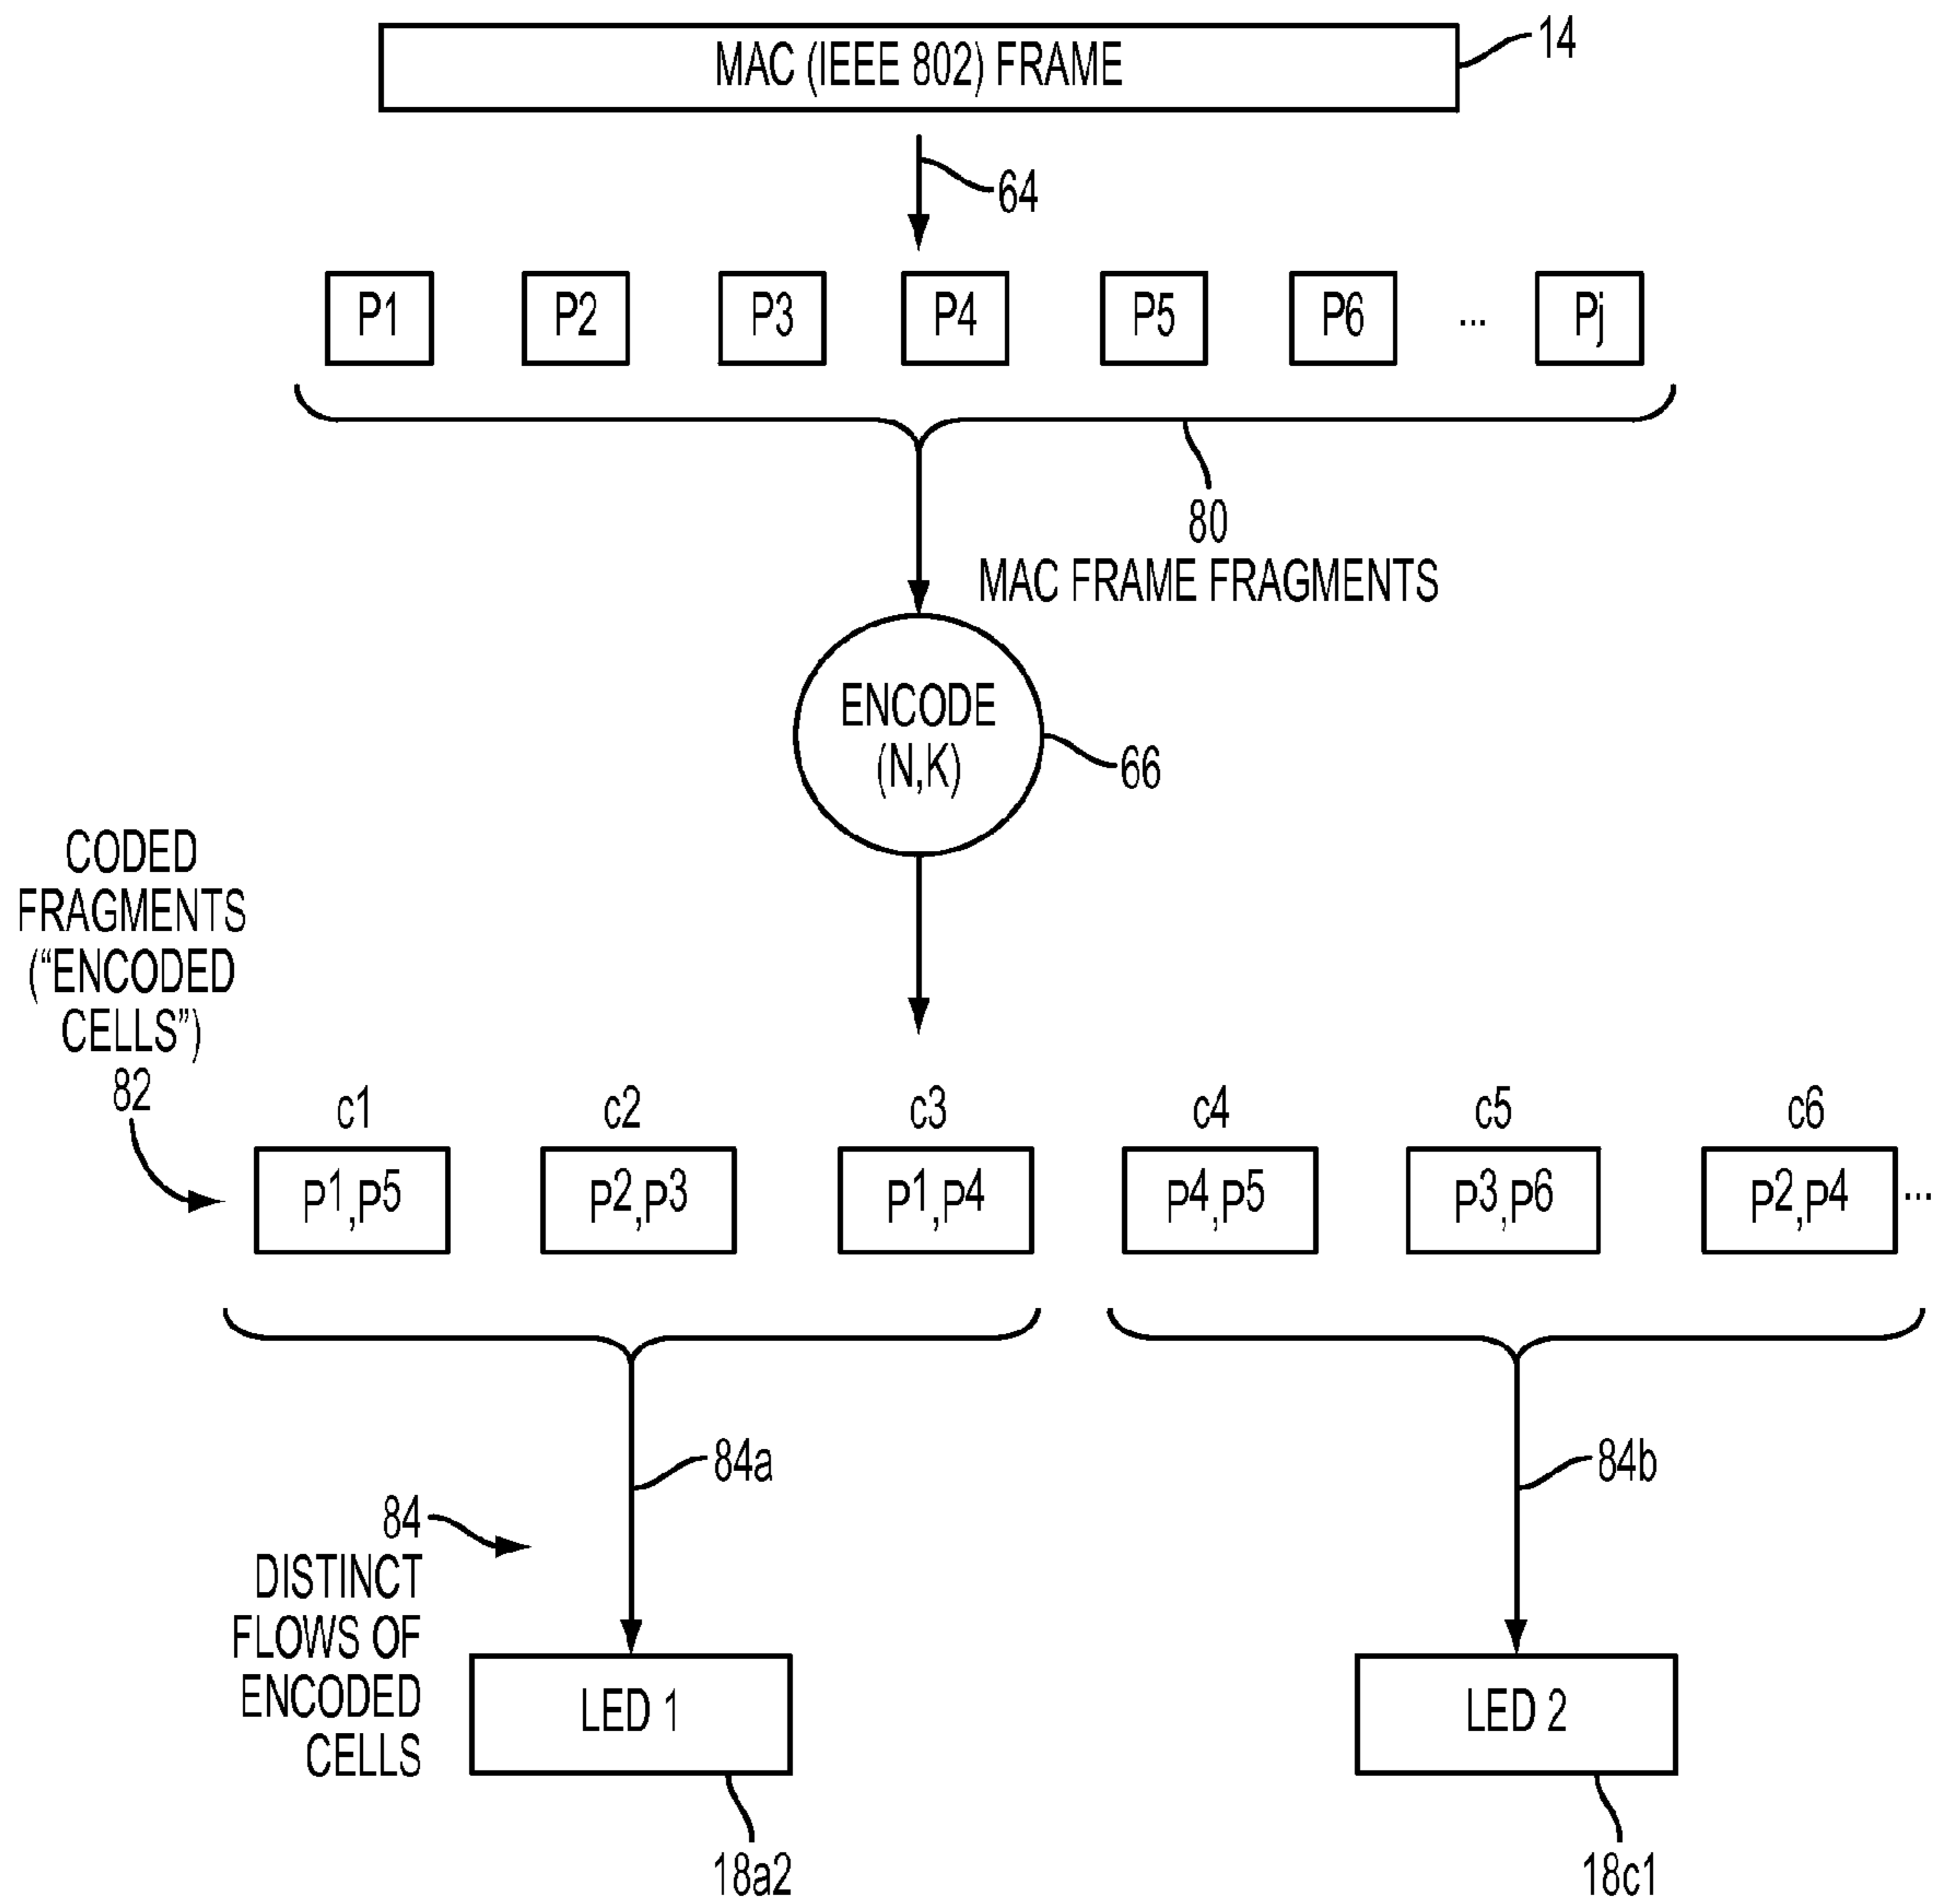 MAC (IEEE 802) FRAME
14
64
P1 P2 P3 P4 P5 P6 ... Pj
80
MAC FRAME FRAGMENTS
ENCODE
(N,K)
66
CODED
FRAGMENTS
(“ENCODED
CELLS”)
82
c1 c2 c3 c4 c5 c6
P1,P5 P2,P3 P1,P4 P4,P5 P3,P6 P2,P4 ...
84a
84b
84
DISTINCT
FLOWS OF
ENCODED
CELLS
LED 1
LED 2
18a2
18c1